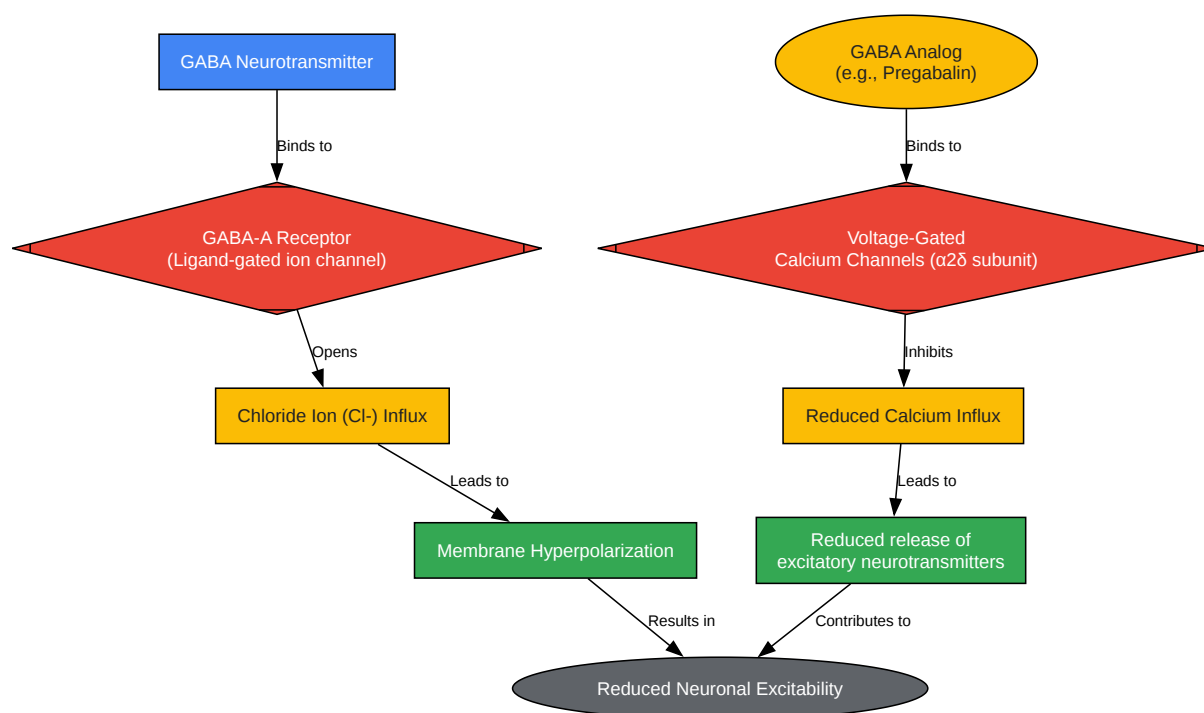 GABA Neurotransmitter
GABA Analog
(e.g., Pregabalin)
Binds to
Binds to
GABA-A Receptor
(Ligand-gated ion channel)
Voltage-Gated
Calcium Channels (α2δ subunit)
Opens
Inhibits
Chloride Ion (Cl-) Influx
Reduced Calcium Influx
Leads to
Leads to
Membrane Hyperpolarization
Reduced release of
excitatory neurotransmitters
Results in
Contributes to
Reduced Neuronal Excitability